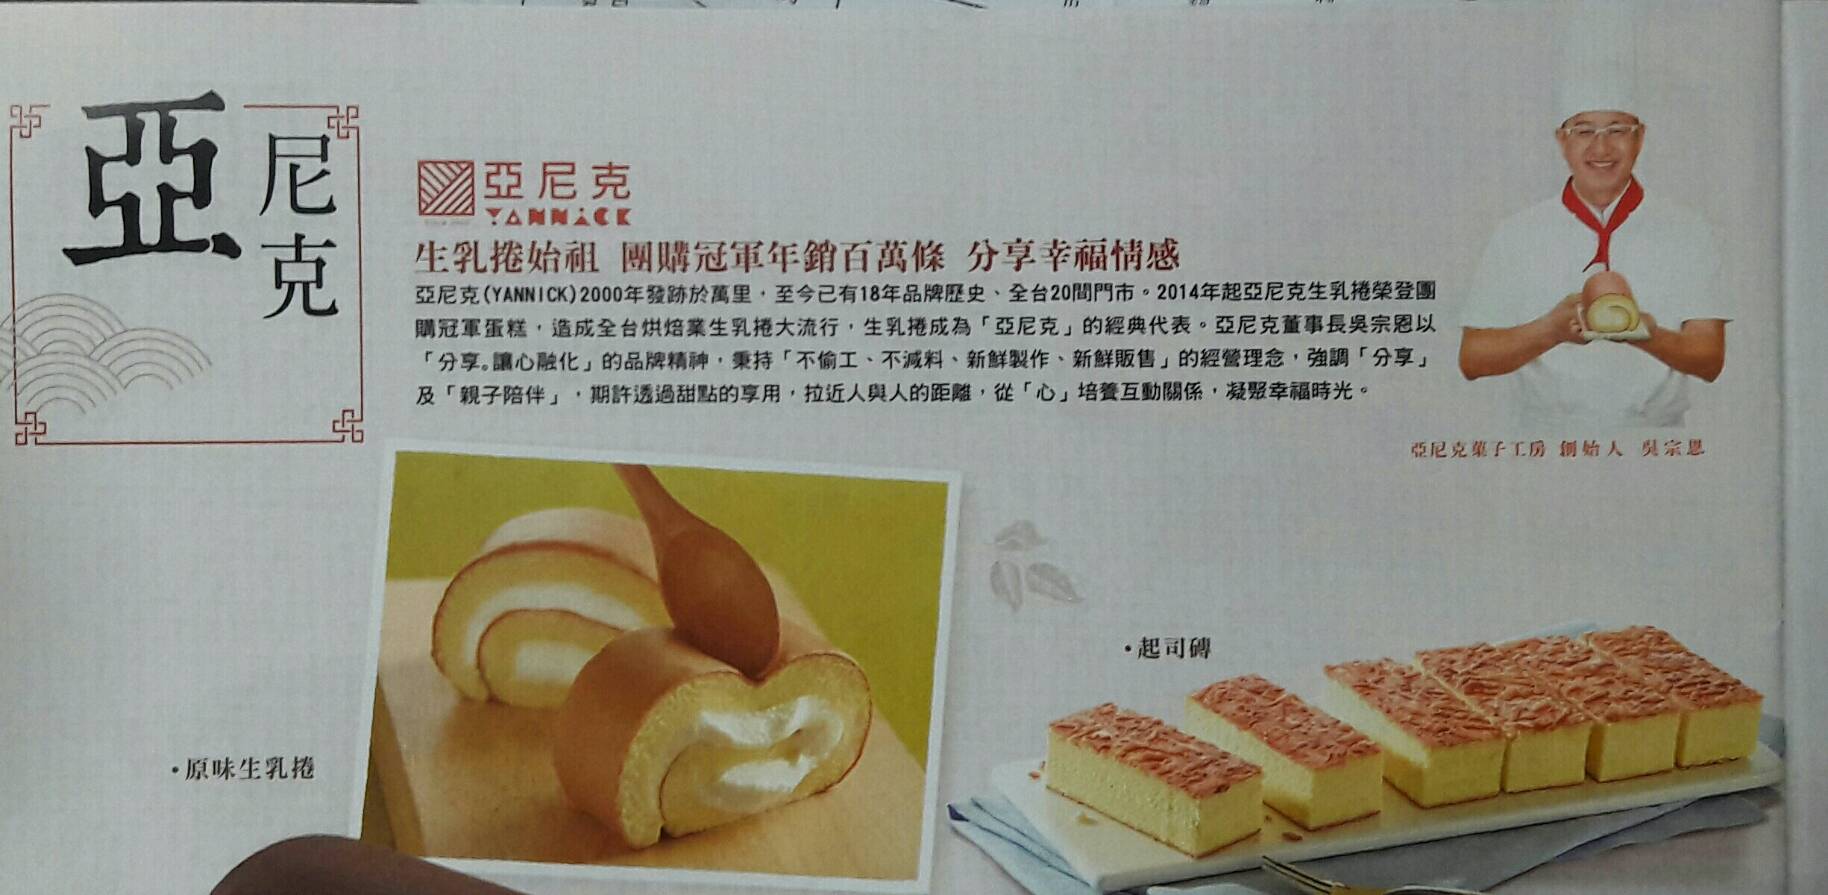 亞尼克
亞尼克
YANNICK
生乳捲始祖 團購冠軍年銷百萬條 分享幸福情感
亞尼克(YANNICK)2000年發跡於萬里，至今已有18年品牌歷史、全台20間門市。2014年起亞尼克生乳捲榮登團
購冠軍蛋糕，造成全台烘焙業生乳捲大流行，生乳捲成為「亞尼克」的經典代表。亞尼克董事長吳宗恩以
「分享。讓心融化」的品牌精神，秉持「不偷工、不減料、新鮮製作、新鮮販售」的經營理念，強調「分享」
及「親子陪伴」，期許透過甜點的享用，拉近人與人的距離，從「心」培養互動關係，凝聚幸福時光。
亞尼克菓子工房 創始人 吳宗恩
•起司磚
•原味生乳捲